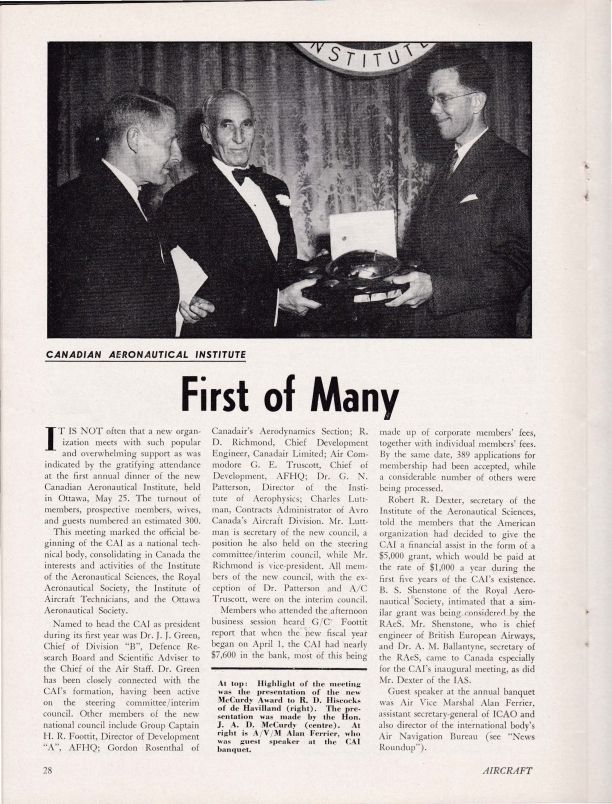 NSTITUT
CANADIAN AERONAUTICAL INSTITUTE
First of Many
IT IS NOT often that a new organ-
ization meets with such popular
and overwhelming support as was
indicated by the gratifying attendance
at the first annual dinner of the new
Canadian Aeronautical Institute, held
in Ottawa, May 25. The turnout of
members, prospective members, wives,
and guests numbered an estimated 300.
This meeting marked the official be-
ginning of the CAI as a national tech-
nical body, consolidating in Canada the
interests and activities of the Institute
of the Aeronautical Sciences, the Royal
Aeronautical Society, the Institute of
Aircraft Technicians, and the Ottawa
Aeronautical Society.
Named to head the CAI as president
during its first year was Dr. J. J. Green,
Chief of Division "B", Defence Re-
search Board and Scientific Adviser to
the Chief of the Air Staff. Dr. Green
has been closely connected with the
CAI's formation, having been active
on the steering committee/interim
council. Other members of the new
national council include Group Captain
H. R. Foottit, Director of Development
"A", AFHQ; Gordon Rosenthal of
Canadair's Aerodynamics Section; R.
D. Richmond, Chief Development
Engineer, Canadair Limited; Air Com-
modore G. E. Truscott, Chief of
Development, AFHQ; Dr. G. N.
Patterson, Director of the Insti-
tute of Aerophysics; Charles Lutt-
man, Contracts Administrator of Avro
Canada's Aircraft Division. Mr. Lutt-
man is secretary of the new council, a
position he also held on the steering
committee/interim council, while Mr.
Richmond is vice-president. All mem-
bers of the new council, with the ex-
ception of Dr. Patterson and A/C
Truscott, were on the interim council.
Members who attended the afternoon
business session heard G/C Foottit
report that when the new fiscal year
began on April 1, the CAI had nearly
$7,600 in the bank, most of this being
At top: Highlight of the meeting
was the presentation of the new
McCurdy Award to R. D. Hiscocks
of de Havilland (right). The pre-
sentation was made by the Hon.
J. A. D. McCurdy (centre). At
right is A/V/M Alan Ferrier, who
was guest speaker at the CAI
banquet.
made up of corporate members' fees,
together with individual members' fees.
By the same date, 389 applications for
membership had been accepted, while
a considerable number of others were
being processed.
Robert R. Dexter, secretary of the
Institute of the Aeronautical Sciences,
told the members that the American
organization had decided to give the
CAI a financial assist in the form of a
$5,000 grant, which would be paid at
the rate of $1,000 a year during the
first five years of the CAI's existence.
B. S. Shenstone of the Royal Aero-
nautical Society, intimated that a sim-
ilar grant was being considered by the
RAeS. Mr. Shenstone, who is chief
engineer of British European Airways,
and Dr. A. M. Ballantyne, secretary of
the RAeS, came to Canada especially
for the CAI's inaugural meeting, as did
Mr. Dexter of the IAS.
Guest speaker at the annual banquet
was Air Vice Marshal Alan Ferrier,
assistant secretary-general of ICAO and
also director of the international body's
Air Navigation Bureau (see "News
Roundup").
28
AIRCRAFT